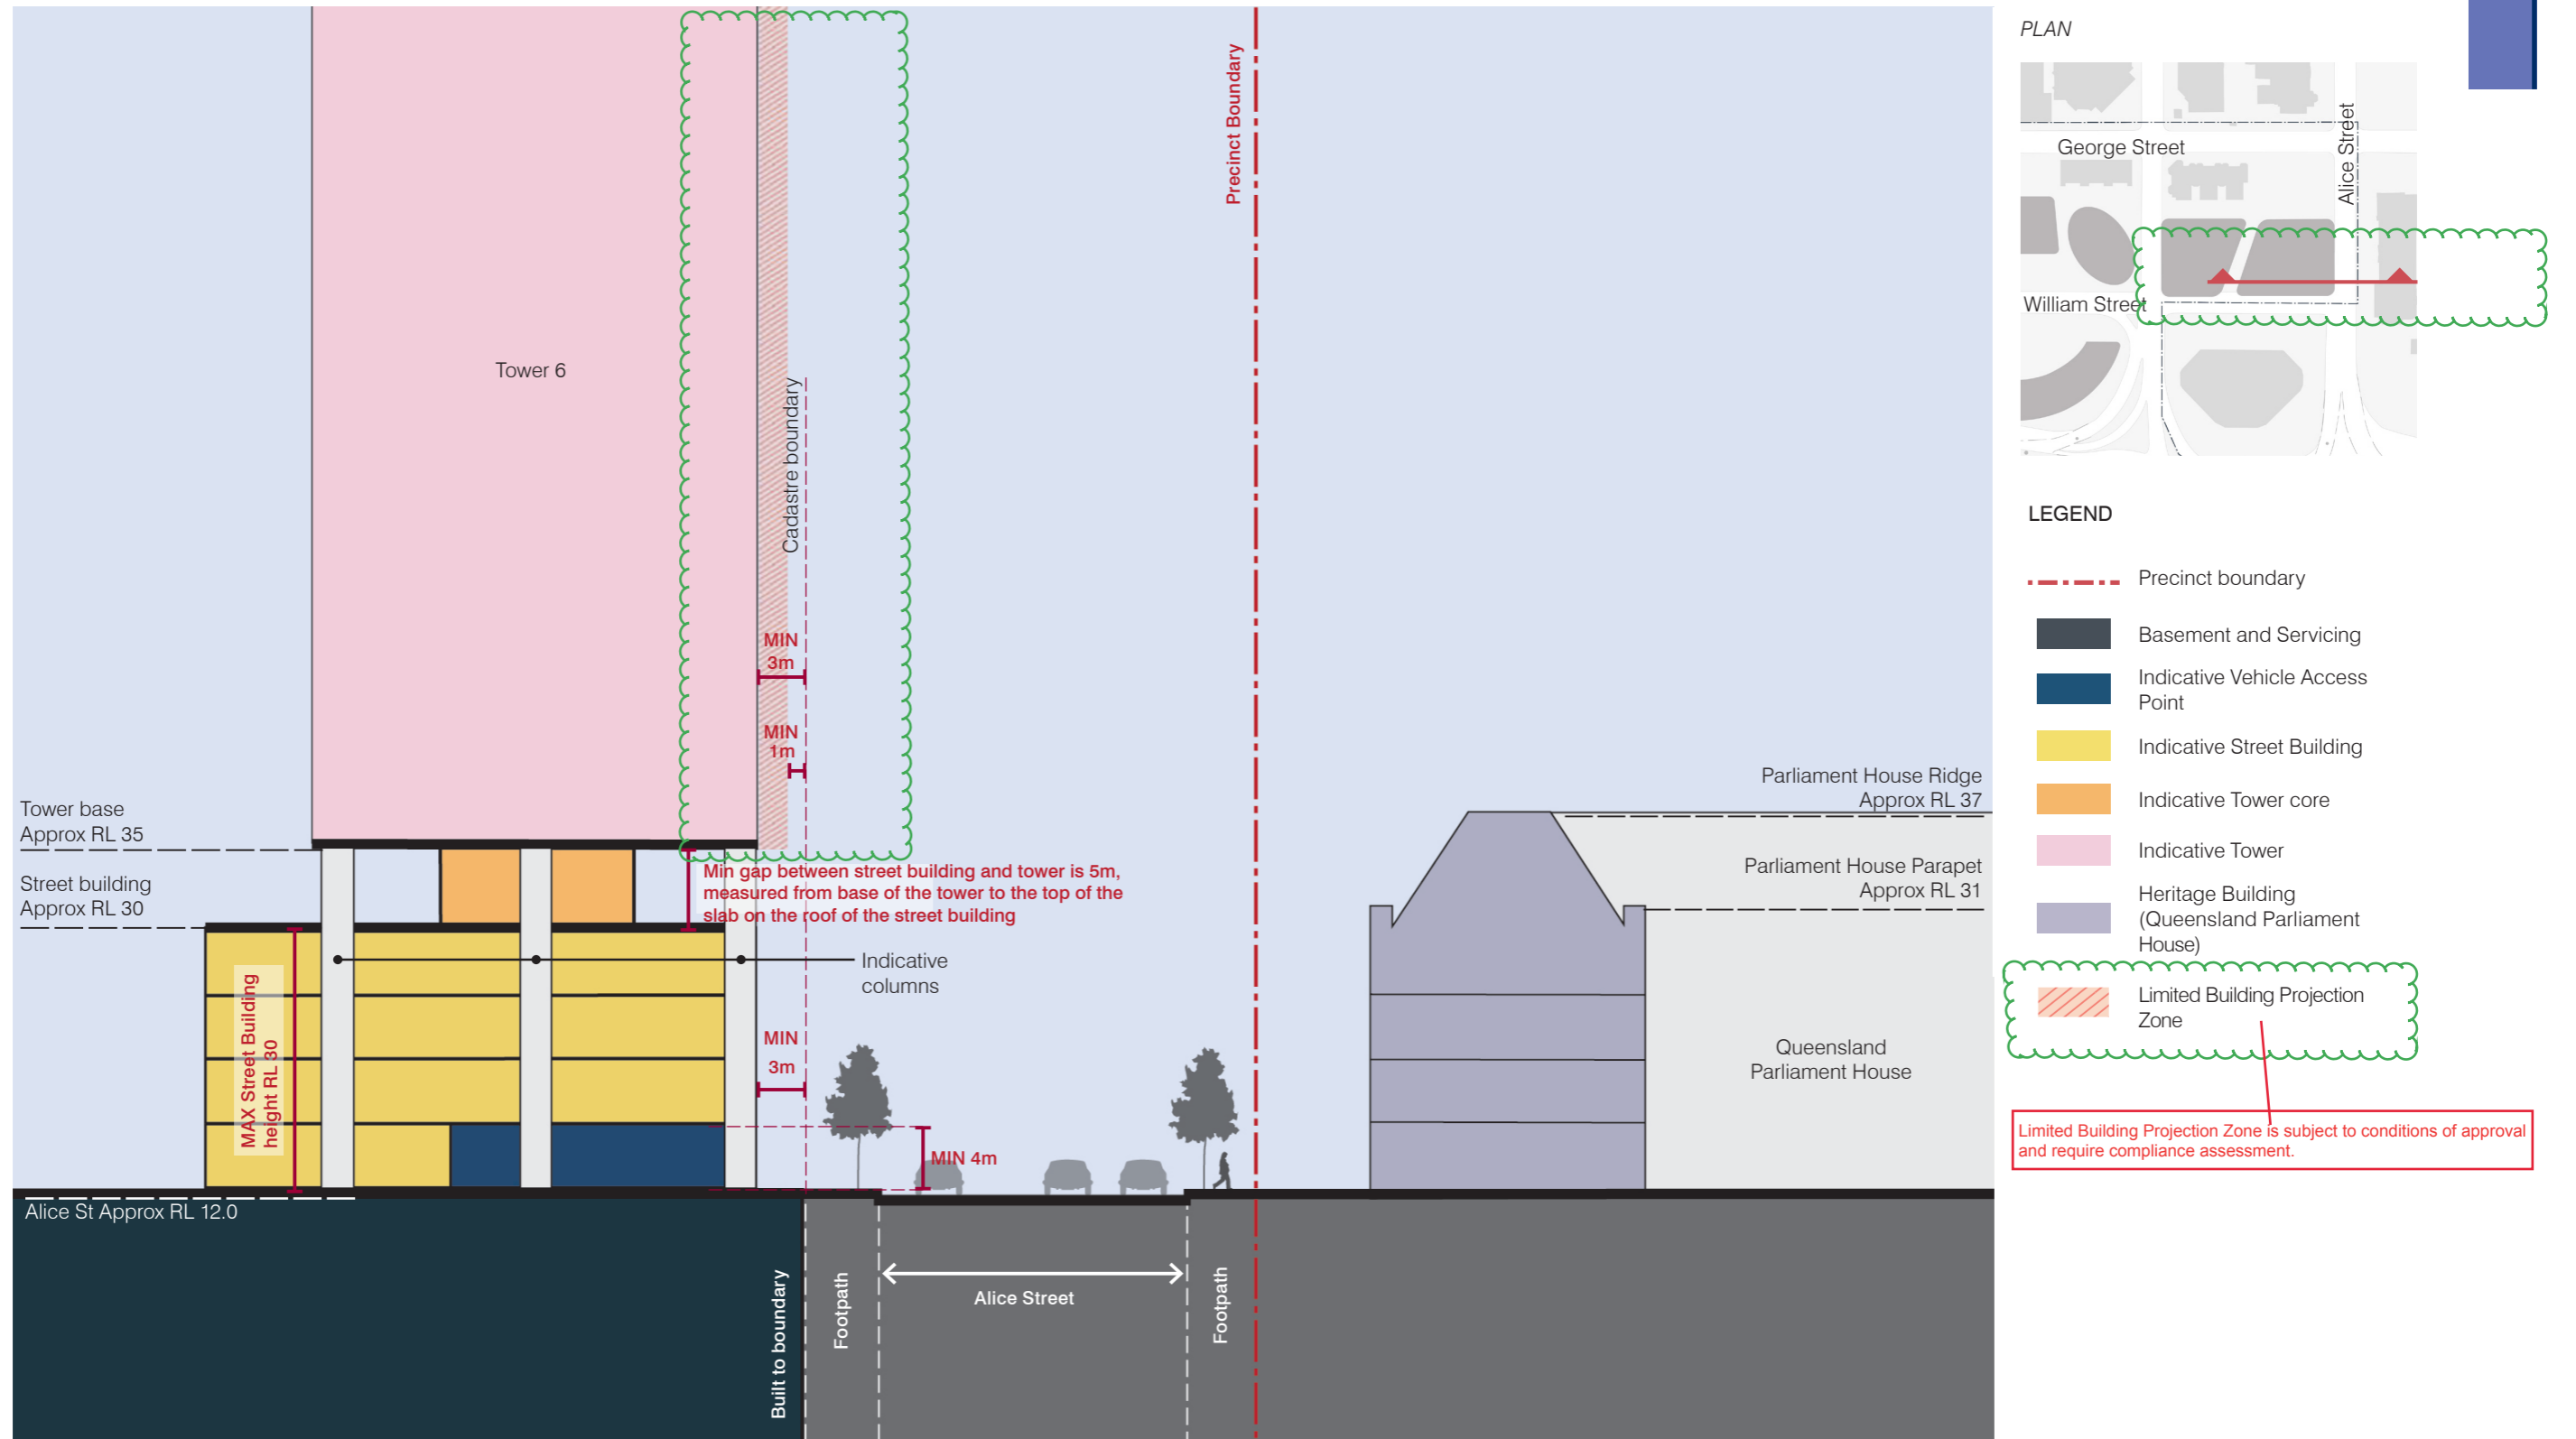 PLAN
George Street
Alice Street
William Street
LEGEND
Precinct boundary
Basement and Servicing
Indicative Vehicle Access
Point
Indicative Street Building
Indicative Tower core
Indicative Tower
Heritage Building
(Queensland Parliament
House)
Limited Building Projection
Zone
Limited Building Projection Zone is subject to conditions of approval
and require compliance assessment.
Precinct Boundary
Tower 6
Cadastre boundary
MIN
3m
MIN
1m
Tower base
Approx RL 35
Street building
Approx RL 30
Min gap between street building and tower is 5m,
measured from base of the tower to the top of the
slab on the roof of the street building
Indicative
columns
MAX Street Building
height RL 30
MIN
3m
MIN 4m
Parliament House Ridge
Approx RL 37
Parliament House Parapet
Approx RL 31
Queensland
Parliament House
Alice St Approx RL 12.0
Built to boundary
Footpath
Alice Street
Footpath